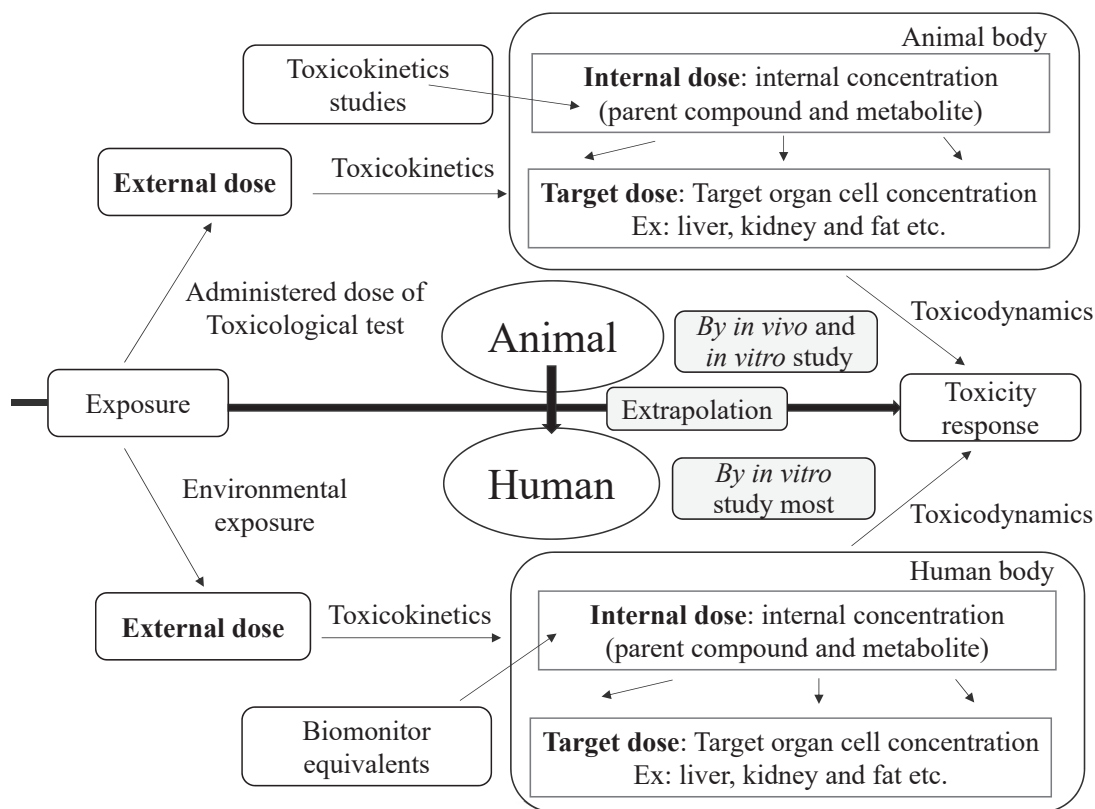 Animal body
Toxicokinetics
studies
Internal dose: internal concentration
(parent compound and metabolite)
External dose
Toxicokinetics
Target dose: Target organ cell concentration
Ex: liver, kidney and fat etc.
Administered dose of
Toxicological test
Animal
By in vivo and
in vitro study
Toxicodynamics
Exposure
Extrapolation
Toxicity
response
Human
By in vitro
study most
Toxicodynamics
Environmental
exposure
Human body
External dose
Toxicokinetics
Internal dose: internal concentration
(parent compound and metabolite)
Biomonitor
equivalents
Target dose: Target organ cell concentration
Ex: liver, kidney and fat etc.